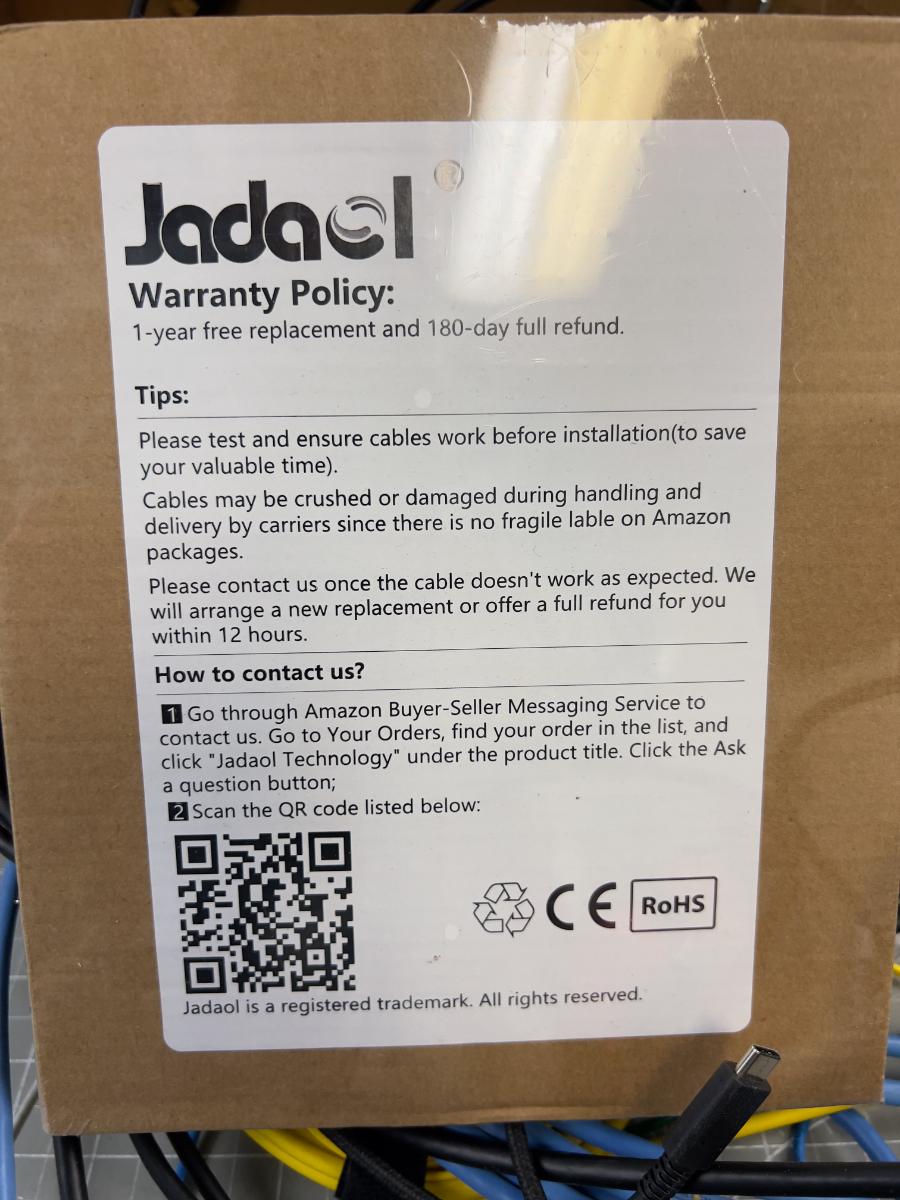 Jadaol ®
Warranty Policy:
1-year free replacement and 180-day full refund.
Tips:
Please test and ensure cables work before installation(to save
your valuable time).
Cables may be crushed or damaged during handling and
delivery by carriers since there is no fragile lable on Amazon
packages.
Please contact us once the cable doesn't work as expected. We
will arrange a new replacement or offer a full refund for you
within 12 hours.
How to contact us?
1 Go through Amazon Buyer-Seller Messaging Service to
contact us. Go to Your Orders, find your order in the list, and
click "Jadaol Technology" under the product title. Click the Ask
a question button;
2 Scan the QR code listed below:
CE RoHS
Jadaol is a registered trademark. All rights reserved.